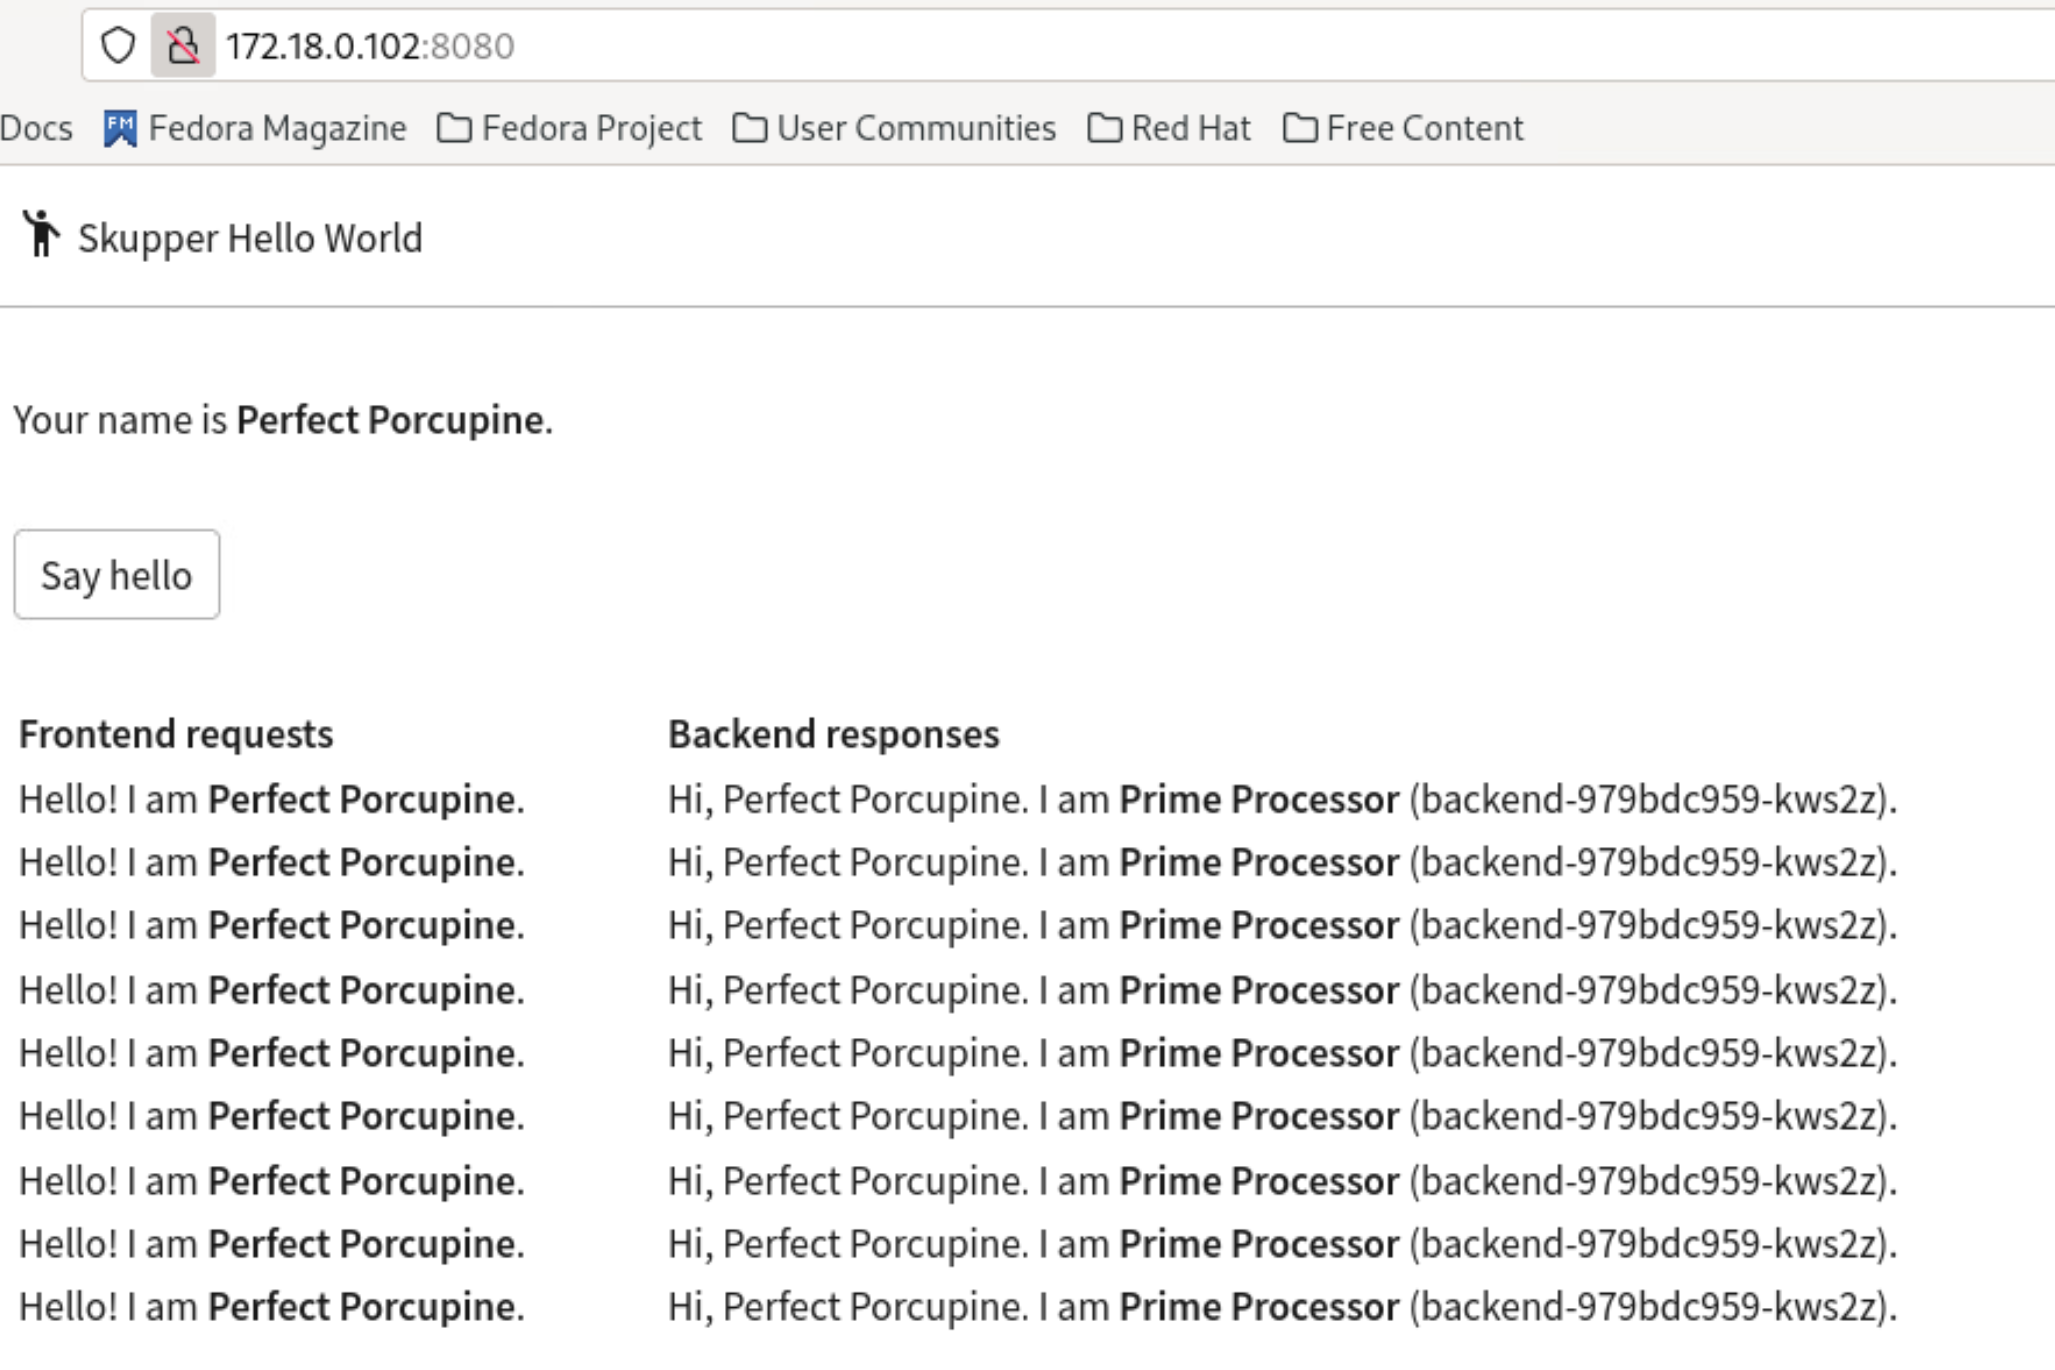 172.18.0.102:8080
Docs Fedora Magazine Fedora Project User Communities Red Hat Free Content
Skupper Hello World
Your name is Perfect Porcupine.
Say hello
Frontend requests Backend responses
Hello! I am Perfect Porcupine. Hi, Perfect Porcupine. I am Prime Processor (backend-979bdc959-kws2z).
Hello! I am Perfect Porcupine. Hi, Perfect Porcupine. I am Prime Processor (backend-979bdc959-kws2z).
Hello! I am Perfect Porcupine. Hi, Perfect Porcupine. I am Prime Processor (backend-979bdc959-kws2z).
Hello! I am Perfect Porcupine. Hi, Perfect Porcupine. I am Prime Processor (backend-979bdc959-kws2z).
Hello! I am Perfect Porcupine. Hi, Perfect Porcupine. I am Prime Processor (backend-979bdc959-kws2z).
Hello! I am Perfect Porcupine. Hi, Perfect Porcupine. I am Prime Processor (backend-979bdc959-kws2z).
Hello! I am Perfect Porcupine. Hi, Perfect Porcupine. I am Prime Processor (backend-979bdc959-kws2z).
Hello! I am Perfect Porcupine. Hi, Perfect Porcupine. I am Prime Processor (backend-979bdc959-kws2z).
Hello! I am Perfect Porcupine. Hi, Perfect Porcupine. I am Prime Processor (backend-979bdc959-kws2z).